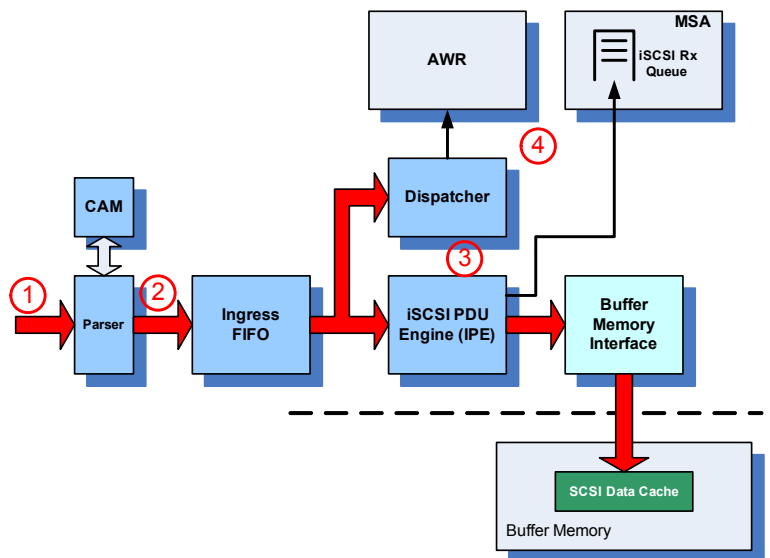 MSA
AWR
iSCSI Rx
Queue
4
CAM
Dispatcher
3
1
2
Parser
Ingress
FIFO
iSCSI PDU
Engine (IPE)
Buffer
Memory
Interface
SCSI Data Cache
Buffer Memory